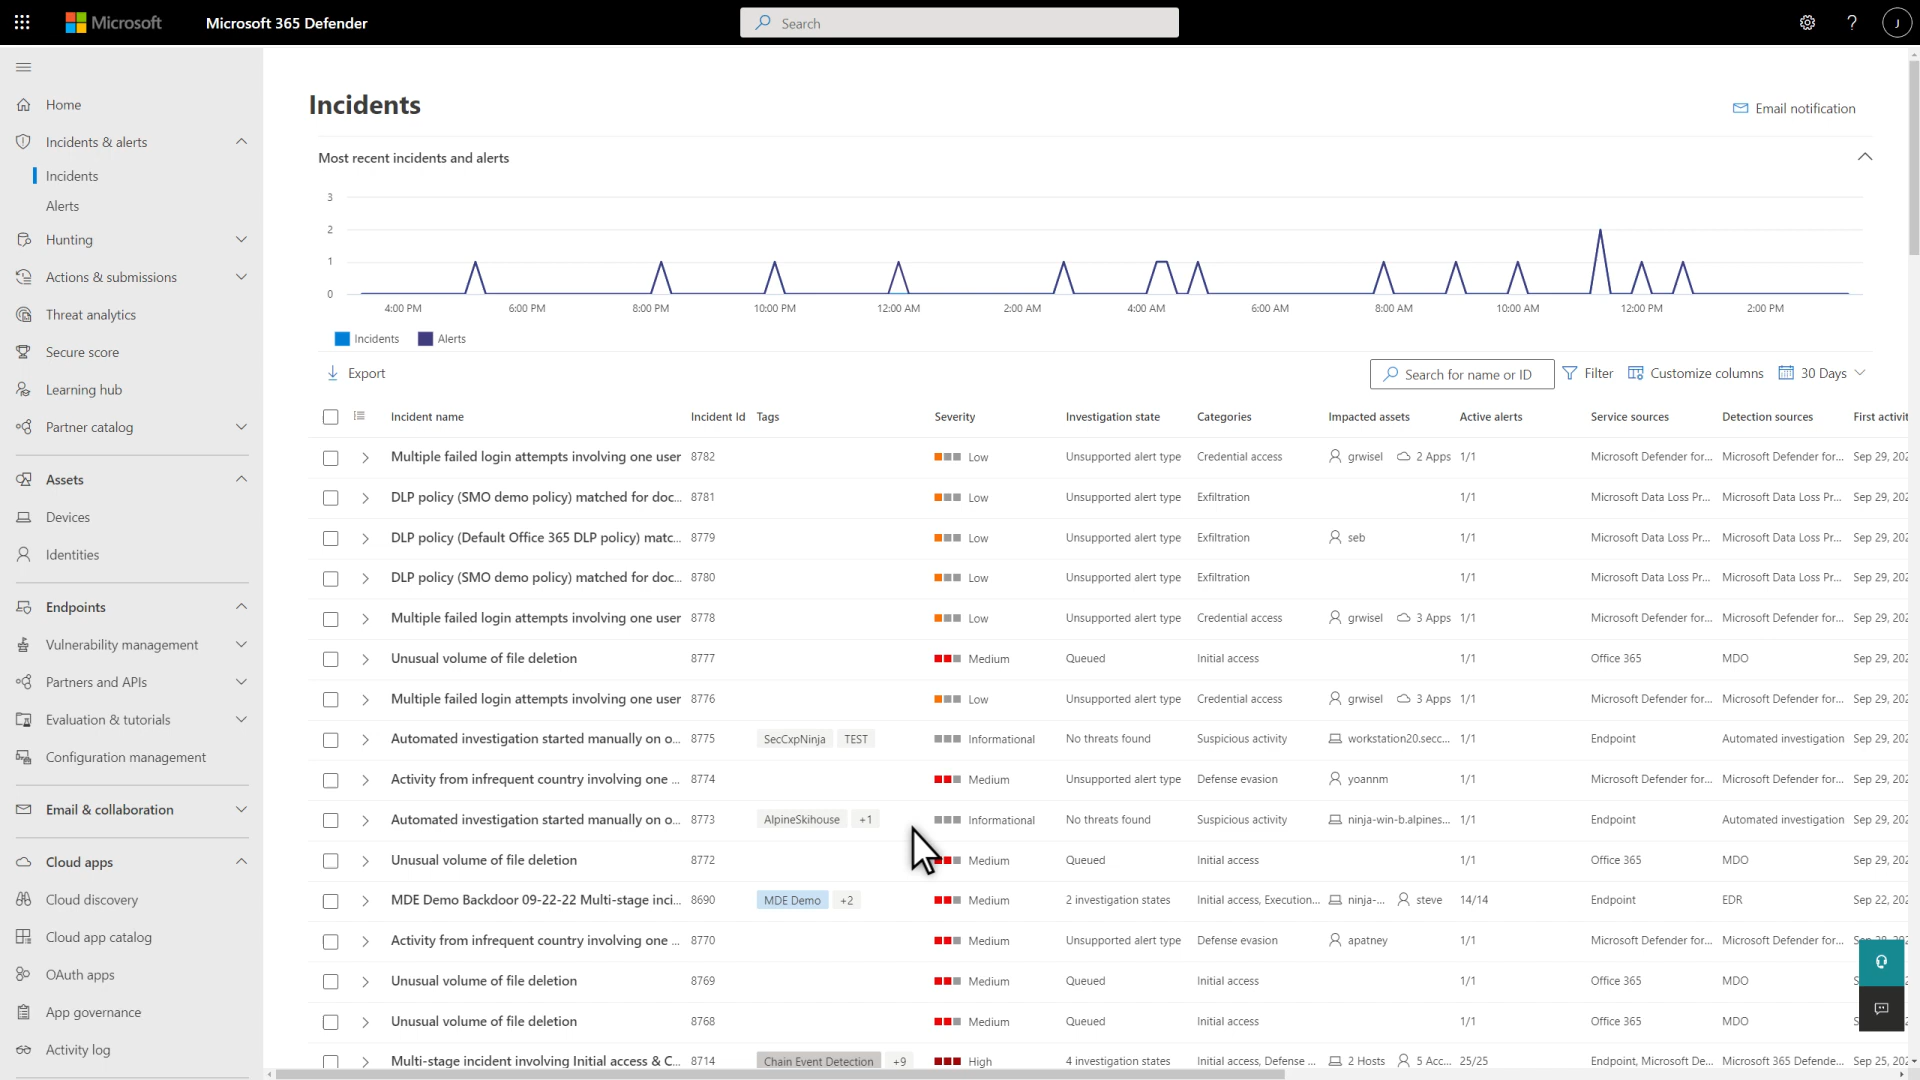 Microsoft Microsoft 365 Defender Search J
Home
Incidents & alerts
Incidents
Alerts
Hunting
Actions & submissions
Threat analytics
Secure score
Learning hub
Partner catalog
Assets
Devices
Identities
Endpoints
Vulnerability management
Partners and APIs
Evaluation & tutorials
Configuration management
Email & collaboration
Cloud apps
Cloud discovery
Cloud app catalog
OAuth apps
App governance
Activity log
Incidents
Email notification
Most recent incidents and alerts
3
2
1
0
4:00 PM 6:00 PM 8:00 PM 10:00 PM 12:00 AM 2:00 AM 4:00 AM 6:00 AM 8:00 AM 10:00 AM 12:00 PM 2:00 PM
Incidents Alerts
Export Search for name or ID Filter Customize columns 30 Days
Incident name Incident Id Tags Severity Investigation state Categories Impacted assets Active alerts Service sources Detection sources First activit
Multiple failed login attempts involving one user 8782 Low Unsupported alert type Credential access grwisel 2 Apps 1/1 Microsoft Defender for... Microsoft Defender for... Sep 29, 202
DLP policy (SMO demo policy) matched for doc... 8781 Low Unsupported alert type Exfiltration 1/1 Microsoft Data Loss Pr... Microsoft Data Loss Pr... Sep 29, 202
DLP policy (Default Office 365 DLP policy) matc... 8779 Low Unsupported alert type Exfiltration seb 1/1 Microsoft Data Loss Pr... Microsoft Data Loss Pr... Sep 29, 202
DLP policy (SMO demo policy) matched for doc... 8780 Low Unsupported alert type Exfiltration 1/1 Microsoft Data Loss Pr... Microsoft Data Loss Pr... Sep 29, 202
Multiple failed login attempts involving one user 8778 Low Unsupported alert type Credential access grwisel 3 Apps 1/1 Microsoft Defender for... Microsoft Defender for... Sep 29, 202
Unusual volume of file deletion 8777 Medium Queued Initial access 1/1 Office 365 MDO Sep 29, 202
Multiple failed login attempts involving one user 8776 Low Unsupported alert type Credential access grwisel 3 Apps 1/1 Microsoft Defender for... Microsoft Defender for... Sep 29, 202
Automated investigation started manually on o... 8775 SecCxpNinja TEST Informational No threats found Suspicious activity workstation20.secc... 1/1 Endpoint Automated investigation Sep 29, 202
Activity from infrequent country involving one ... 8774 Medium Unsupported alert type Defense evasion yoannm 1/1 Microsoft Defender for... Microsoft Defender for... Sep 29, 202
Automated investigation started manually on o... 8773 AlpineSkihouse +1 Informational No threats found Suspicious activity ninja-win-b.alpines... 1/1 Endpoint Automated investigation Sep 29, 202
Unusual volume of file deletion 8772 Medium Queued Initial access 1/1 Office 365 MDO Sep 29, 202
MDE Demo Backdoor 09-22-22 Multi-stage inci... 8690 MDE Demo +2 Medium 2 investigation states Initial access, Execution... ninja-... steve 14/14 Endpoint EDR Sep 22, 202
Activity from infrequent country involving one ... 8770 Medium Unsupported alert type Defense evasion apatney 1/1 Microsoft Defender for... Microsoft Defender for...
Unusual volume of file deletion 8769 Medium Queued Initial access 1/1 Office 365 MDO
Unusual volume of file deletion 8768 Medium Queued Initial access 1/1 Office 365 MDO
Multi-stage incident involving Initial access & C... 8714 Chain Event Detection +9 High 4 investigation states Initial access, Defense ... 2 Hosts 5 Acc... 25/25 Endpoint, Microsoft De... Microsoft 365 Defende... Sep 25, 202